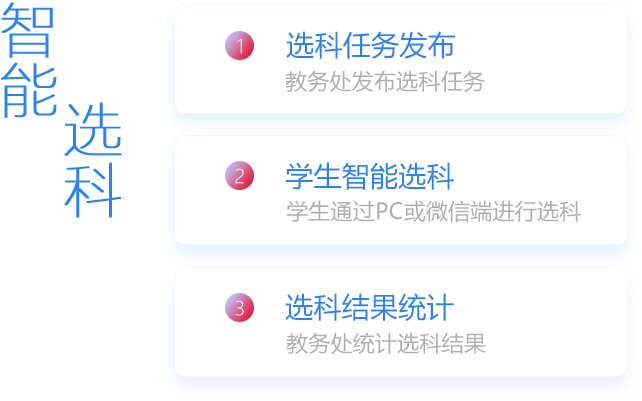 智能
选科
1
选科任务发布
教务处发布选科任务
2
学生智能选科
学生通过PC或微信端进行选科
3
选科结果统计
教务处统计选科结果